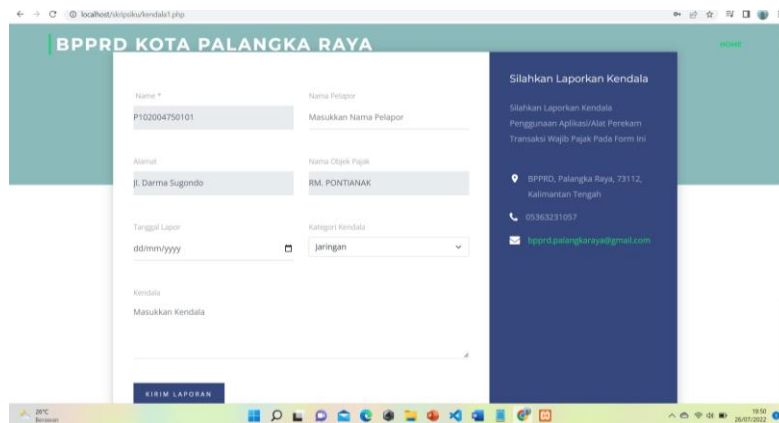 localhost/skripsiku/kendala1.php
BPPRD KOTA PALANGKA RAYA
HOME
Name *
P102004750101
Nama Pelapor
Masukkan Nama Pelapor
Alamat
Jl. Darma Sugondo
Nama Objek Pajak
RM. PONTIANAK
Tanggal Lapor
dd/mm/yyyy
Kategori Kendala
Jaringan
Kendala
Masukkan Kendala
KIRIM LAPORAN
Silahkan Laporkan Kendala
Silahkan Laporkan Kendala
Penggunaan Aplikasi/Alat Perekam
Transaksi Wajib Pajak Pada Form Ini
BPPRD, Palangka Raya, 73112,
Kalimantan Tengah
05363231057
bpprd.palangkaraya@gmail.com
26°C
Berawan
19:50
26/07/2022